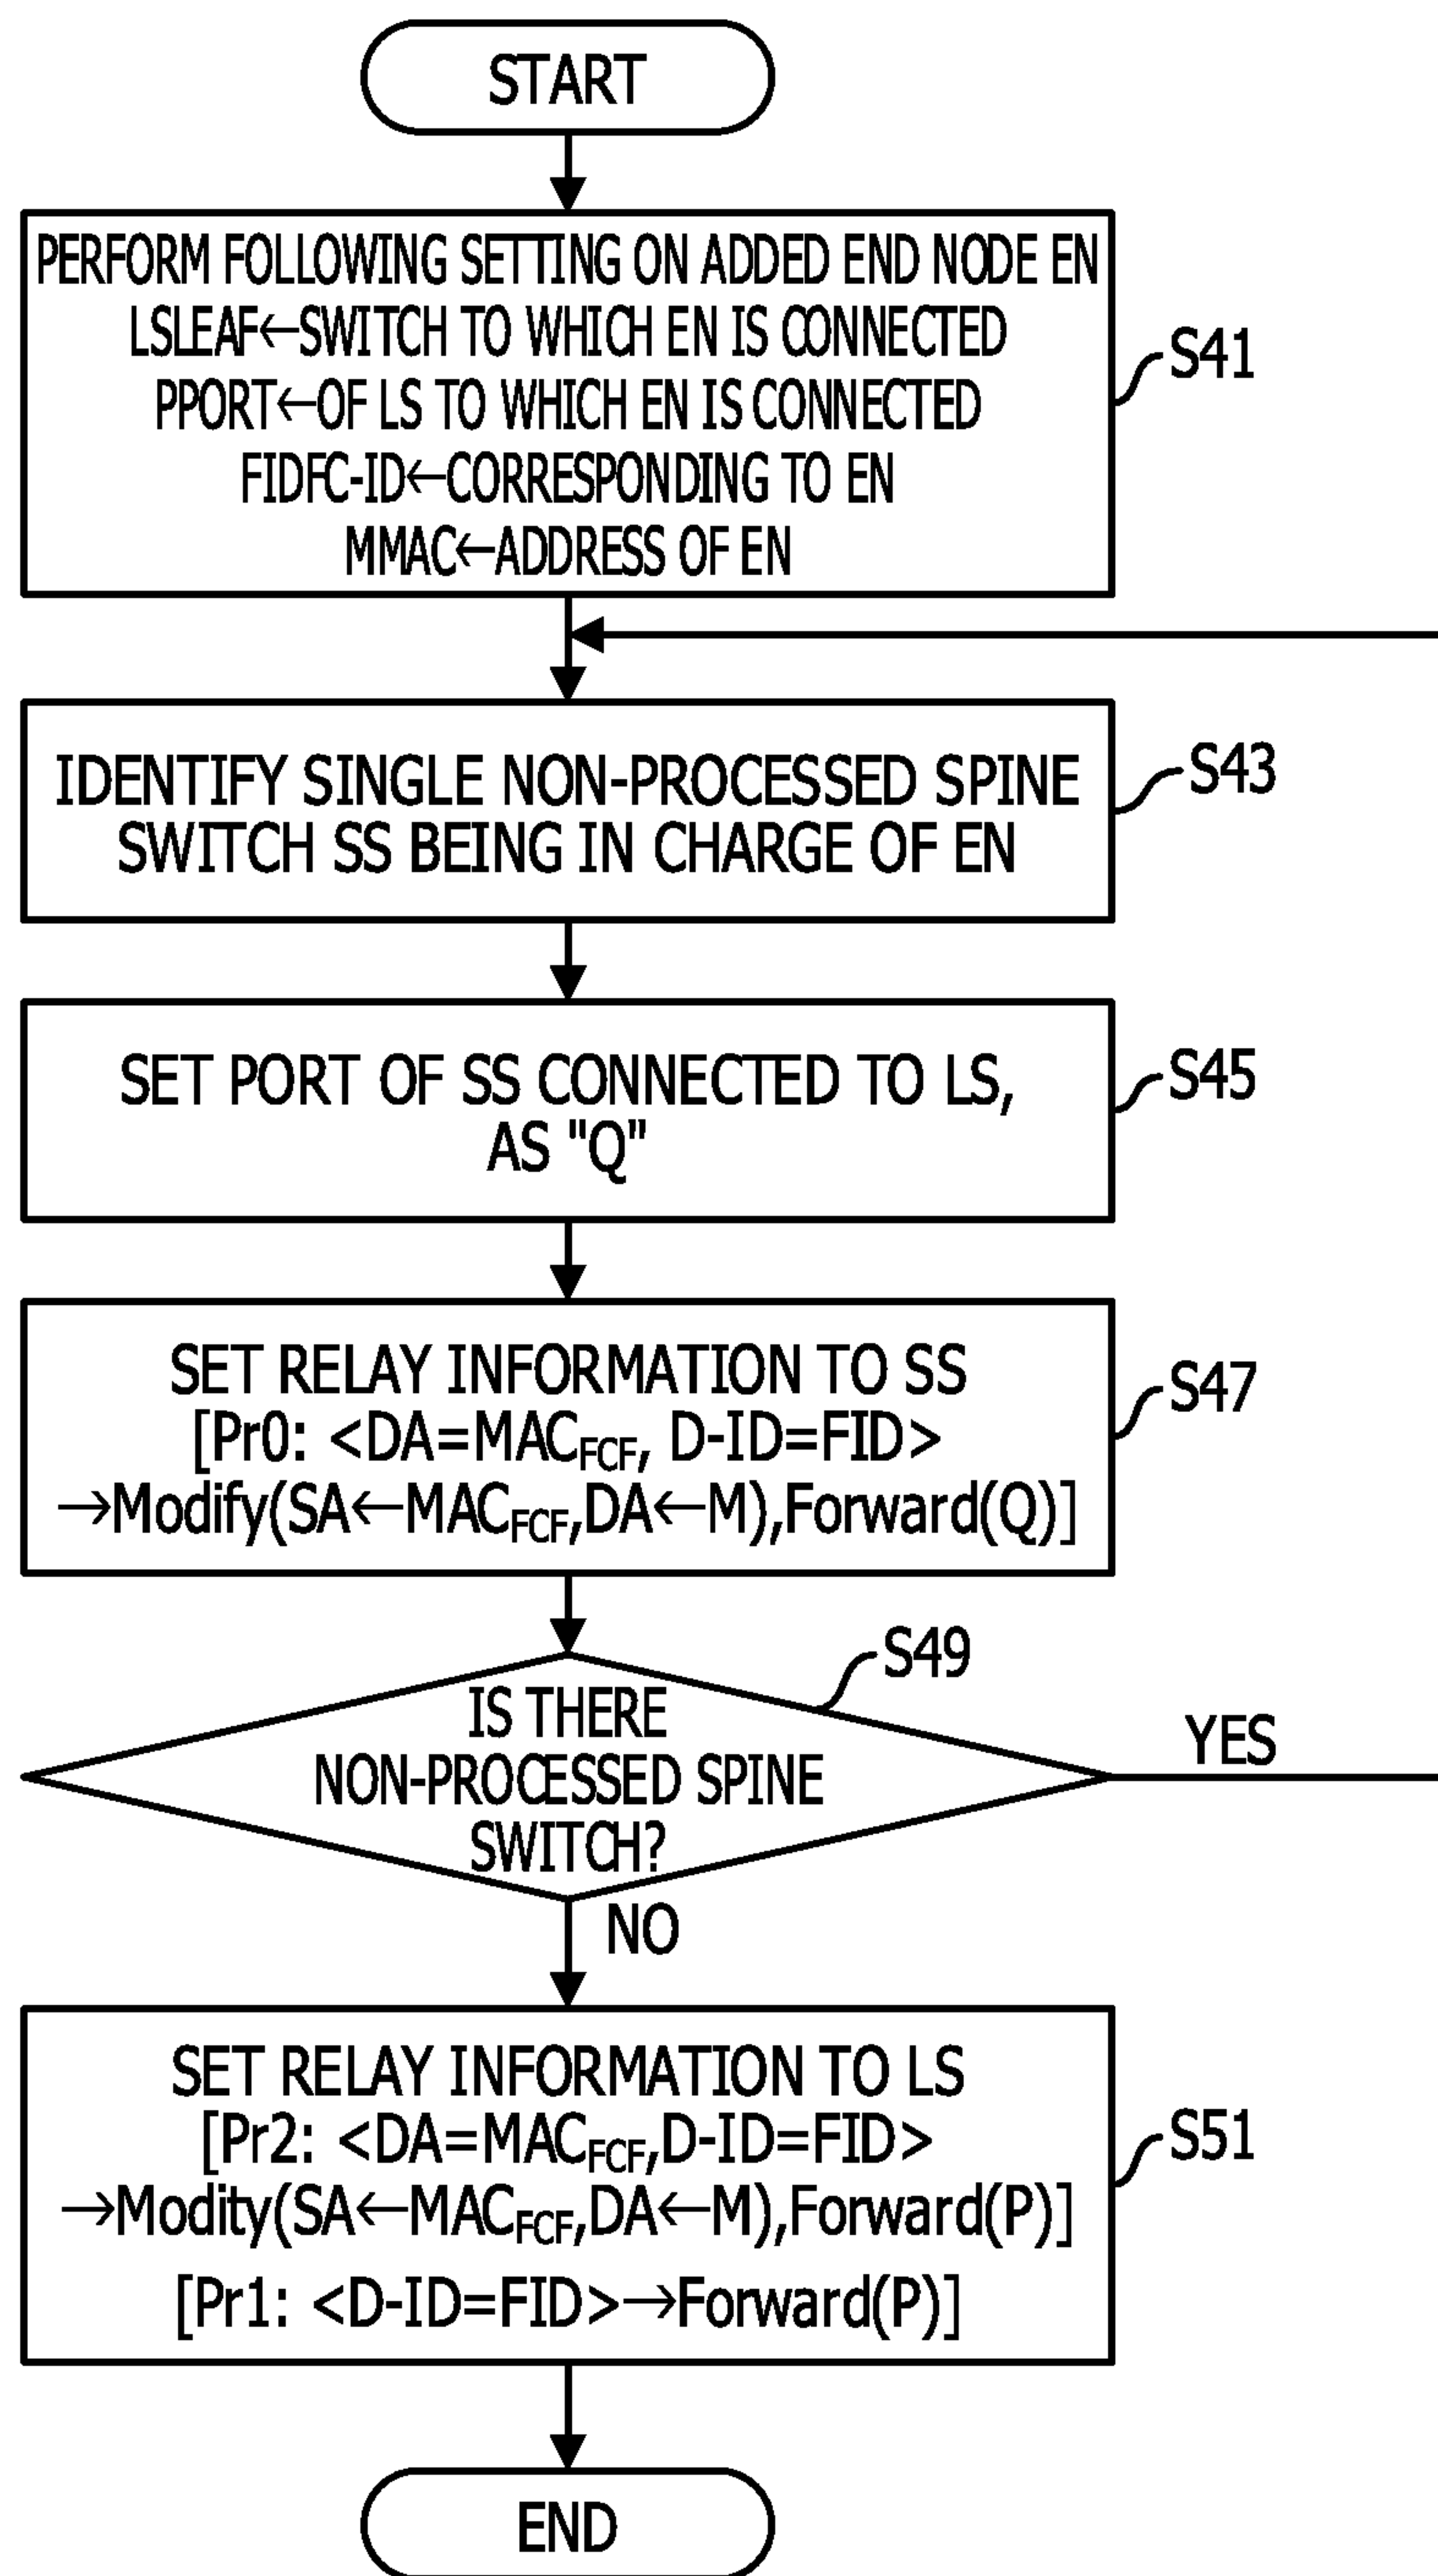 START
PERFORM FOLLOWING SETTING ON ADDED END NODE EN
LSLEAF←SWITCH TO WHICH EN IS CONNECTED
PPORT←OF LS TO WHICH EN IS CONNECTED
FIDFC-ID←CORRESPONDING TO EN
MMAC←ADDRESS OF EN
S41
IDENTIFY SINGLE NON-PROCESSED SPINE
SWITCH SS BEING IN CHARGE OF EN
S43
SET PORT OF SS CONNECTED TO LS,
AS "Q"
S45
SET RELAY INFORMATION TO SS
[Pr0: <DA=MACFCF, D-ID=FID>
→Modify(SA←MACFCF,DA←M),Forward(Q)]
S47
IS THERE
NON-PROCESSED SPINE
SWITCH?
S49
YES
NO
SET RELAY INFORMATION TO LS
[Pr2: <DA=MACFCF,D-ID=FID>
→Modity(SA←MACFCF,DA←M),Forward(P)]
[Pr1: <D-ID=FID>→Forward(P)]
S51
END